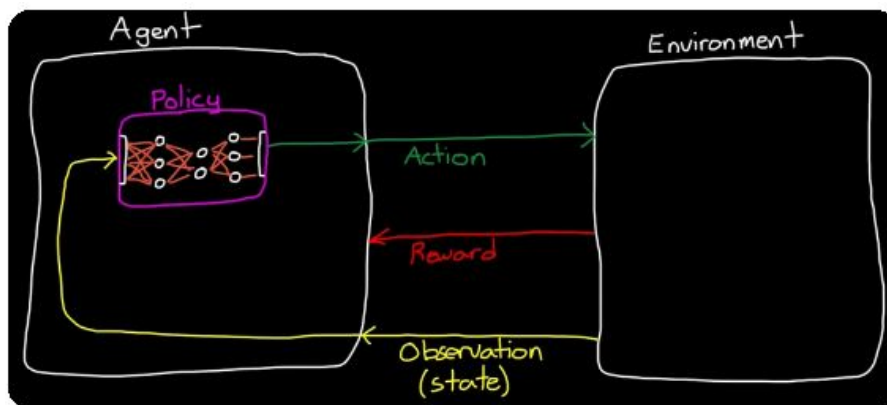 Agent
Environment
Policy
Action
Reward
Observation
(state)